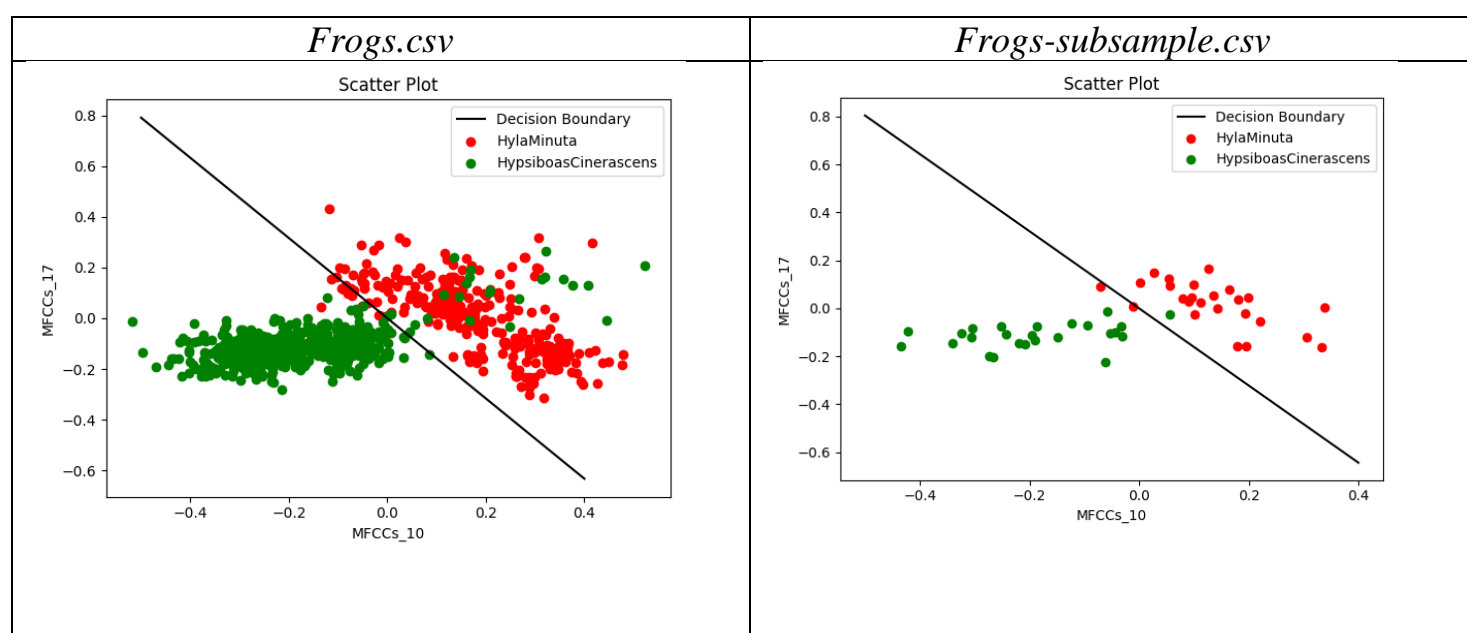 Frogs.csv
Frogs-subsample.csv
Scatter Plot
Decision Boundary
HylaMinuta
HypsiboasCinerascens
0.8
0.6
0.4
0.2
0.0
−0.2
−0.4
−0.6
MFCCs_17
−0.4
−0.2
0.0
0.2
0.4
MFCCs_10
Scatter Plot
Decision Boundary
HylaMinuta
HypsiboasCinerascens
0.8
0.6
0.4
0.2
0.0
−0.2
−0.4
−0.6
MFCCs_17
−0.4
−0.2
0.0
0.2
0.4
MFCCs_10